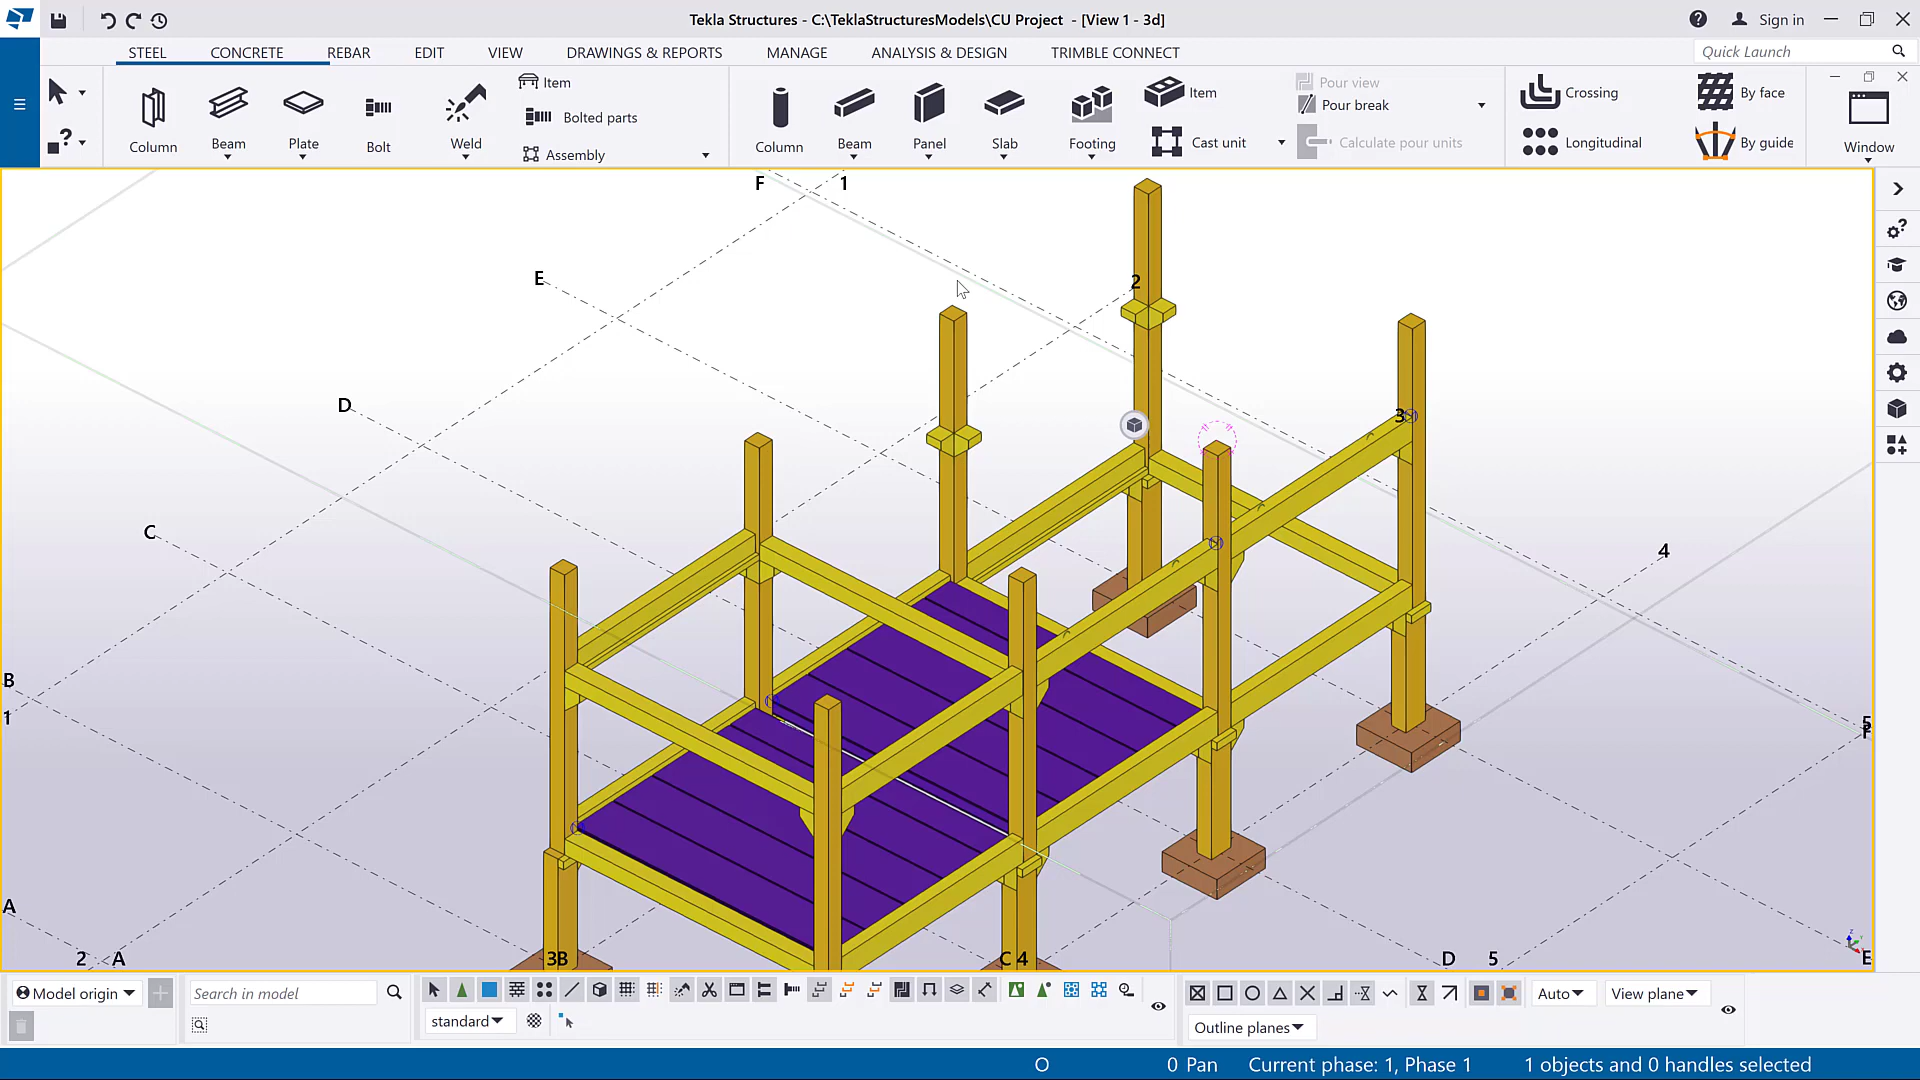 Tekla Structures - C:\TeklaStructuresModels\CU Project - [View 1 - 3d]
Sign in
STEEL CONCRETE REBAR EDIT VIEW DRAWINGS & REPORTS MANAGE ANALYSIS & DESIGN TRIMBLE CONNECT
Quick Launch
Column Beam Plate Bolt Weld
Item
Bolted parts
Assembly
Column Beam Panel Slab Footing
Item
Cast unit
Pour view
Pour break
Calculate pour units
Crossing
Longitudinal
By face
By guide
Window
F 1
E 2
D 3
C 4
B
1 5
F
A
2 A 3B C 4 D 5 E
Model origin
Search in model
standard
Auto
View plane
Outline planes
O 0 Pan Current phase: 1, Phase 1 1 objects and 0 handles selected